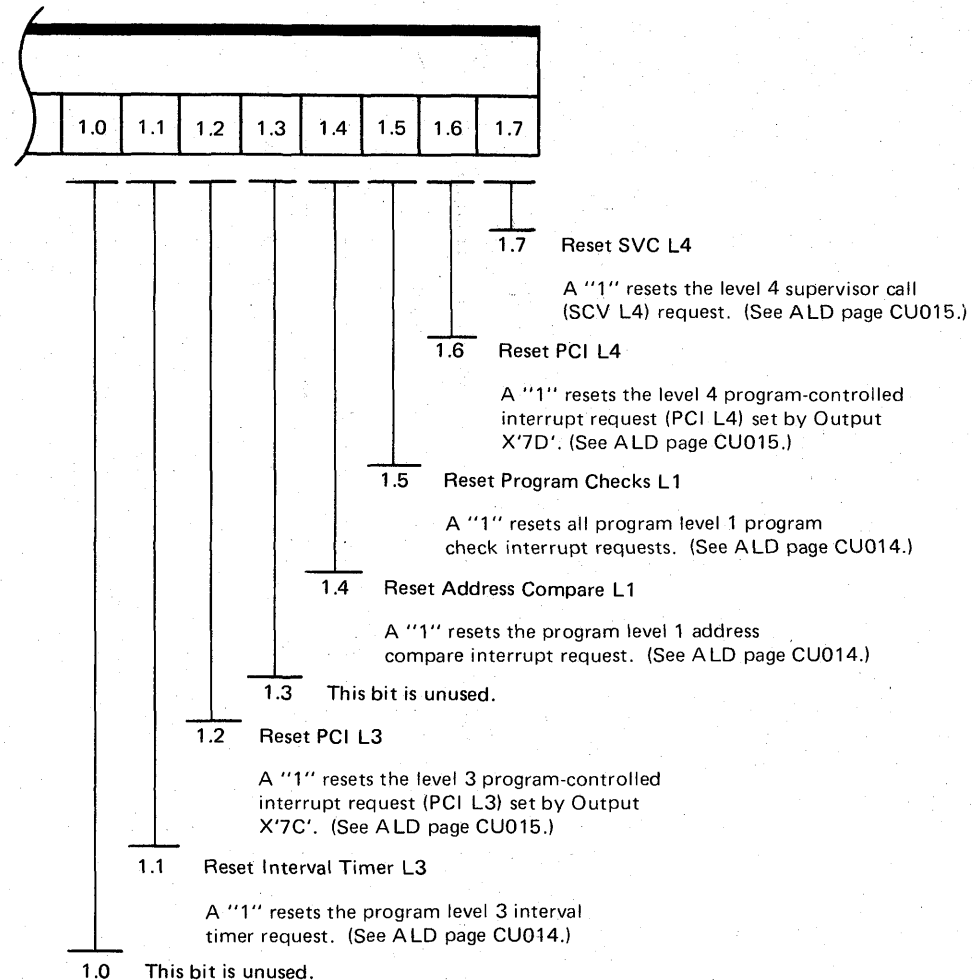 1.0 1.1 1.2 1.3 1.4 1.5 1.6 1.7
1.7 Reset SVC L4
A "1" resets the level 4 supervisor call
(SCV L4) request. (See ALD page CU015.)
1.6 Reset PCI L4
A "1" resets the level 4 program-controlled
interrupt request (PCI L4) set by Output
X'7D'. (See ALD page CU015.)
1.5 Reset Program Checks L1
A "1" resets all program level 1 program
check interrupt requests. (See ALD page CU014.)
1.4 Reset Address Compare L1
A "1" resets the program level 1 address
compare interrupt request. (See ALD page CU014.)
1.3 This bit is unused.
1.2 Reset PCI L3
A "1" resets the level 3 program-controlled
interrupt request (PCI L3) set by Output
X'7C'. (See ALD page CU015.)
1.1 Reset Interval Timer L3
A "1" resets the program level 3 interval
timer request. (See ALD page CU014.)
1.0 This bit is unused.